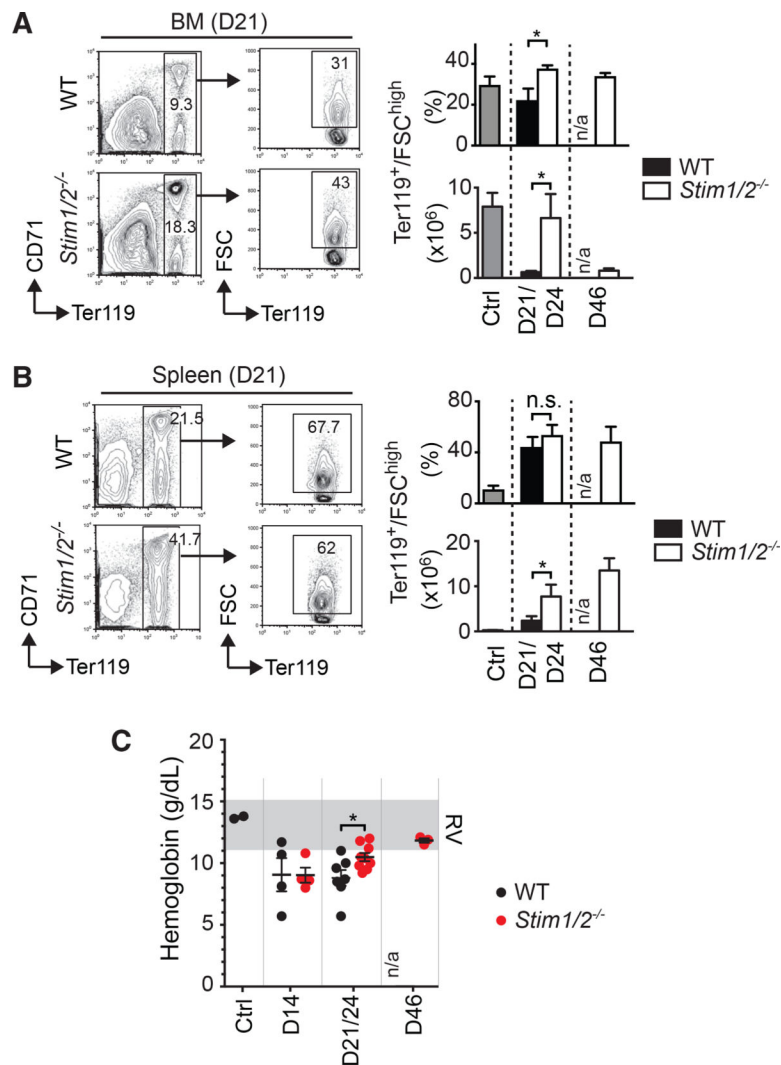 A
BM (D21)
WT
Stim1/2-/-
9.3
31
18.3
43
CD71
Ter119
FSC
Ter119
Ter119+/FSChigh
(%)
(x10⁶)
40
20
0
10
5
0
*
*
n/a
n/a
Ctrl
D21/
D24
D46
WT
Stim1/2-/-
B
Spleen (D21)
WT
Stim1/2-/-
21.5
67.7
41.7
62
CD71
Ter119
FSC
Ter119
Ter119+/FSChigh
(%)
(x10⁶)
80
40
0
20
10
0
n.s.
*
n/a
n/a
Ctrl
D21/
D24
D46
WT
Stim1/2-/-
C
Hemoglobin (g/dL)
20
15
10
5
0
*
n/a
RV
Ctrl
D14
D21/24
D46
WT
Stim1/2-/-